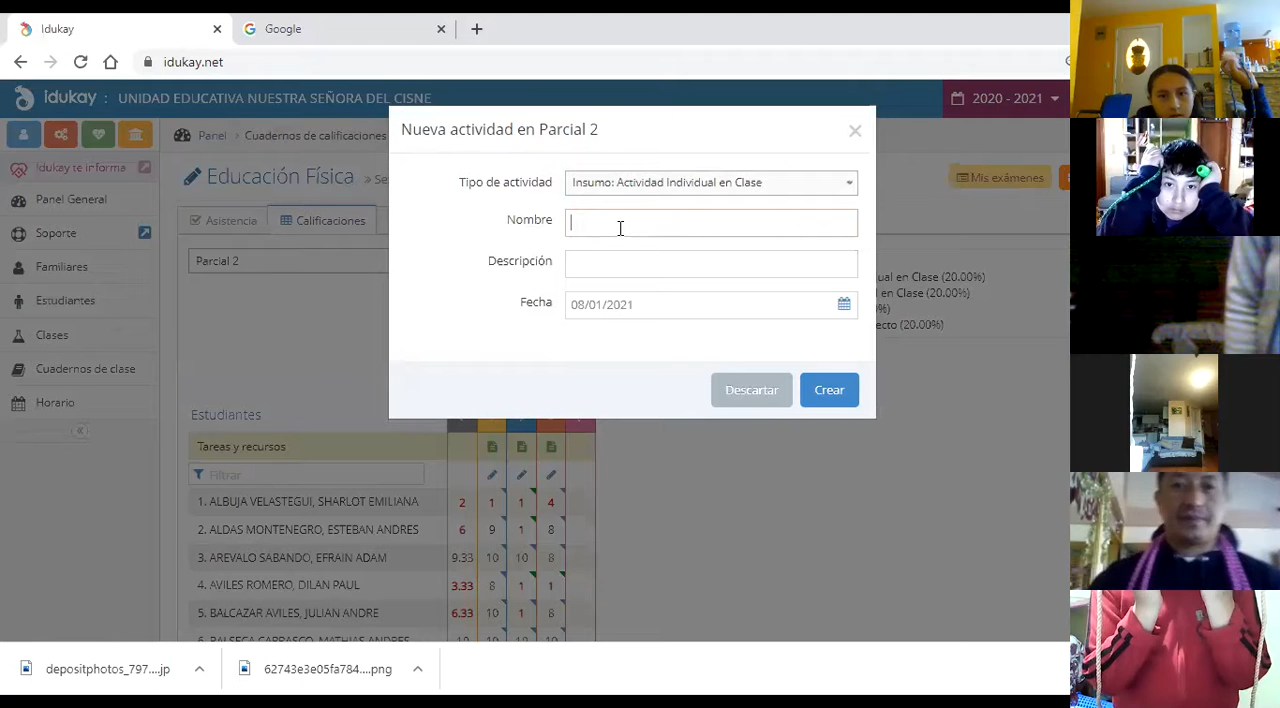 Idukay
Google
idukay.net
idukay : UNIDAD EDUCATIVA NUESTRA SEÑORA DEL CISNE
2020 - 2021
Panel
Cuadernos de calificaciones
Nueva actividad en Parcial 2
Idukay te informa
Educación Física
Mis exámenes
Tipo de actividad
Insumo: Actividad Individual en Clase
Panel General
Asistencia
Calificaciones
Nombre
Soporte
Parcial 2
Descripción
Familiares
ual en Clase (20.00%)
l en Clase (20.00%)
Estudiantes
Fecha
08/01/2021
%)
ecto (20.00%)
Clases
Cuadernos de clase
Descartar
Crear
Horario
Estudiantes
Tareas y recursos
Filtrar
1. ALBUJA VELASTEGUI, SHARLOT EMILIANA 2 1 1 4
2. ALDAS MONTENEGRO, ESTEBAN ANDRES 6 9 1 8
3. AREVALO SABANDO, EFRAIN ADAM 9.33 10 10 8
4. AVILES ROMERO, DILAN PAUL 3.33 8 1 1
5. BALCAZAR AVILES, JULIAN ANDRE 6.33 10 1 8
depositphotos_797....jp
62743e3e05fa784....png